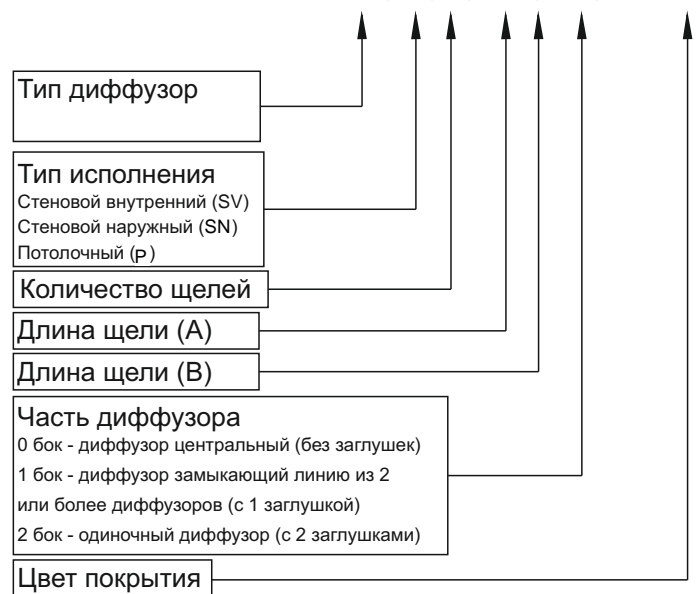 Тип диффузор
Тип исполнения
Стеновой внутренний (SV)
Стеновой наружный (SN)
Потолочный (P)
Количество щелей
Длина щели (A)
Длина щели (B)
Часть диффузора
0 бок - диффузор центральный (без заглушек)
1 бок - диффузор замыкающий линию из 2
или более диффузоров (с 1 заглушкой)
2 бок - одиночный диффузор (с 2 заглушками)
Цвет покрытия